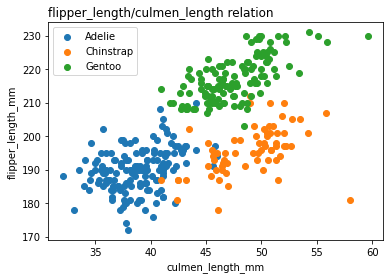 flipper_length/culmen_length relation
Adelie
Chinstrap
Gentoo
230
220
210
200
190
180
170
flipper_length_mm
35
40
45
50
55
60
culmen_length_mm